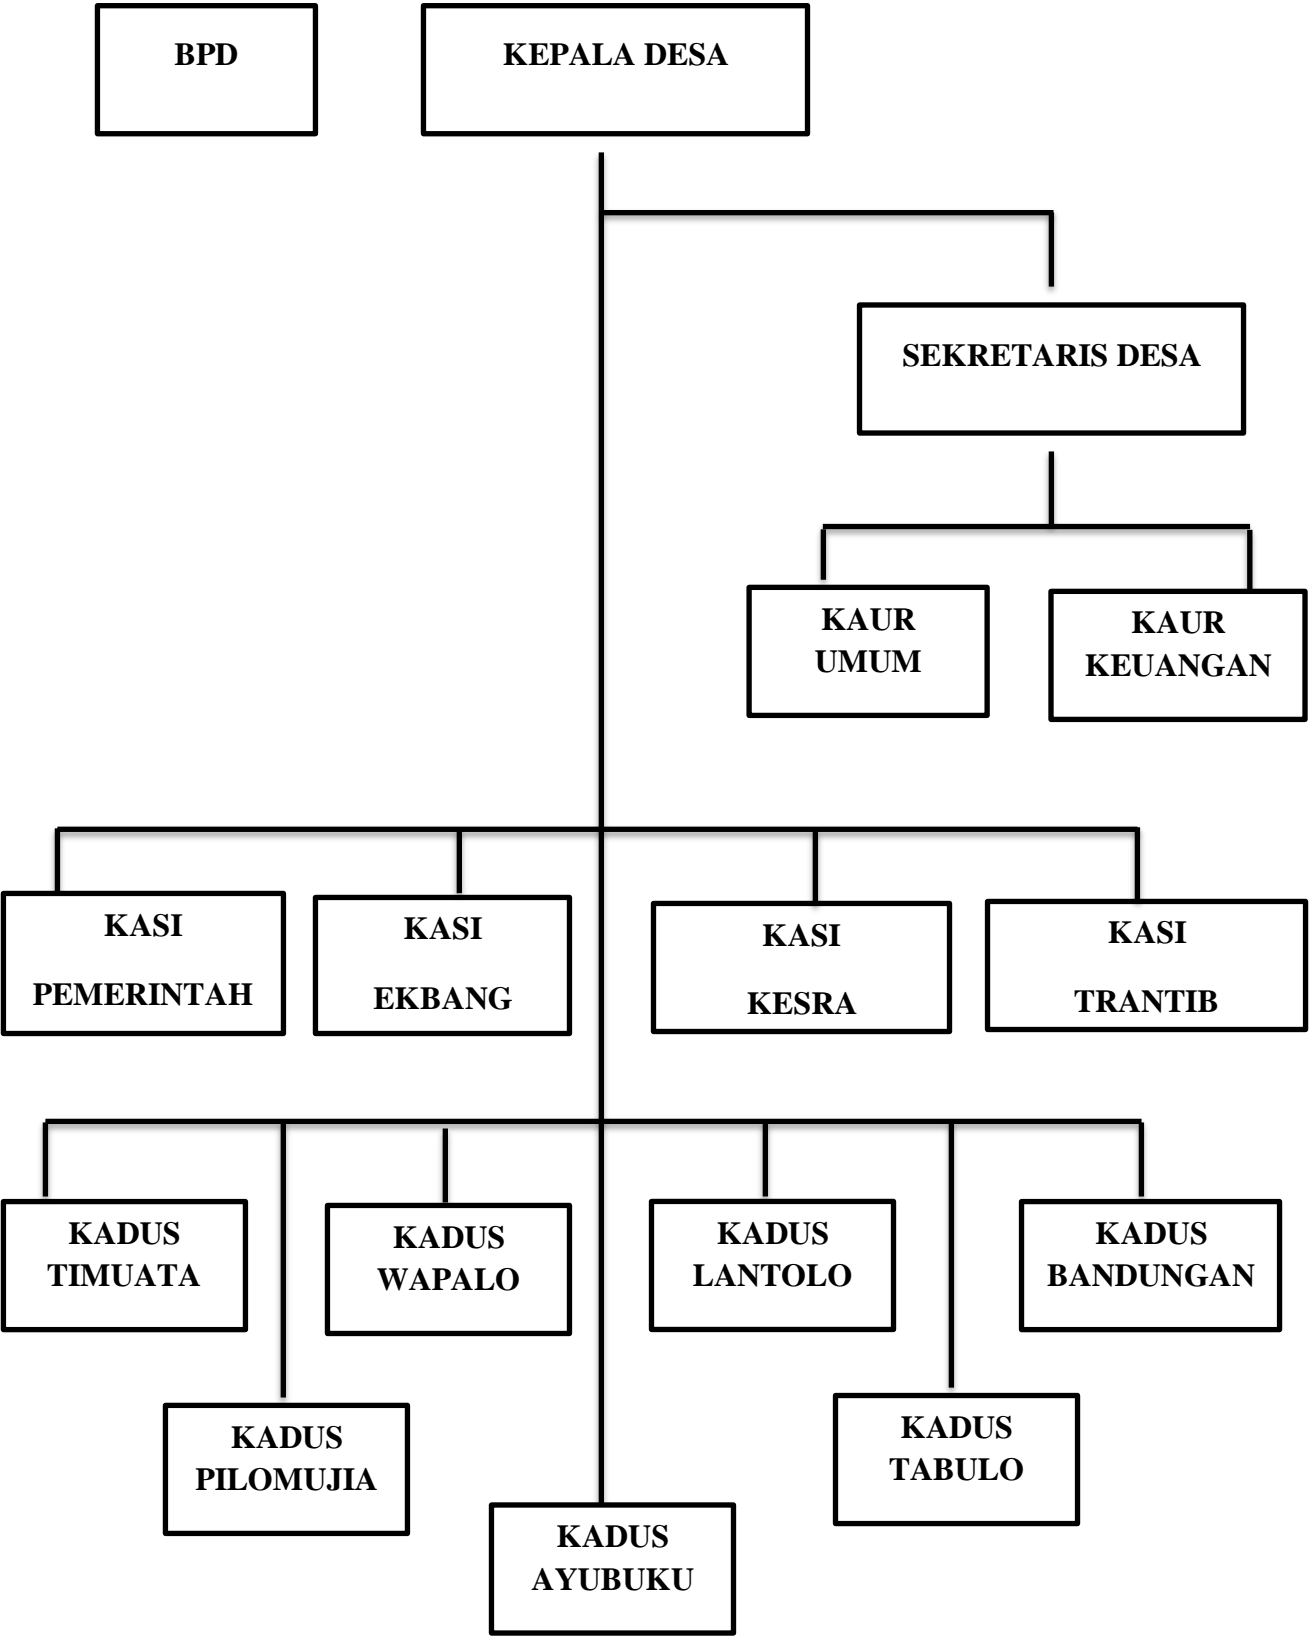 BPD
KEPALA DESA
SEKRETARIS DESA
KAUR
UMUM
KAUR
KEUANGAN
KASI
PEMERINTAH
KASI
EKBANG
KASI
KESRA
KASI
TRANTIB
KADUS
TIMUATA
KADUS
WAPALO
KADUS
LANTOLO
KADUS
BANDUNGAN
KADUS
PILOMUJIA
KADUS
TABULO
KADUS
AYUBUKU